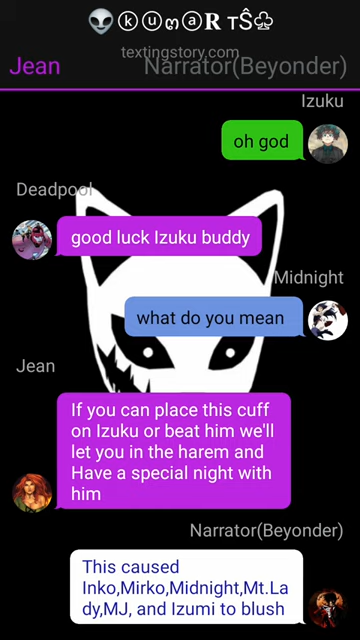 👽ⓚⓤⓜⓐ𝐑 тŜ♧
textingstory.com
Jean
Narrator(Beyonder)
Izuku
oh god
Deadpool
good luck Izuku buddy
Midnight
what do you mean
Jean
If you can place this cuff
on Izuku or beat him we'll
let you in the harem and
Have a special night with
him
Narrator(Beyonder)
This caused
Inko,Mirko,Midnight,Mt.La
dy,MJ, and Izumi to blush